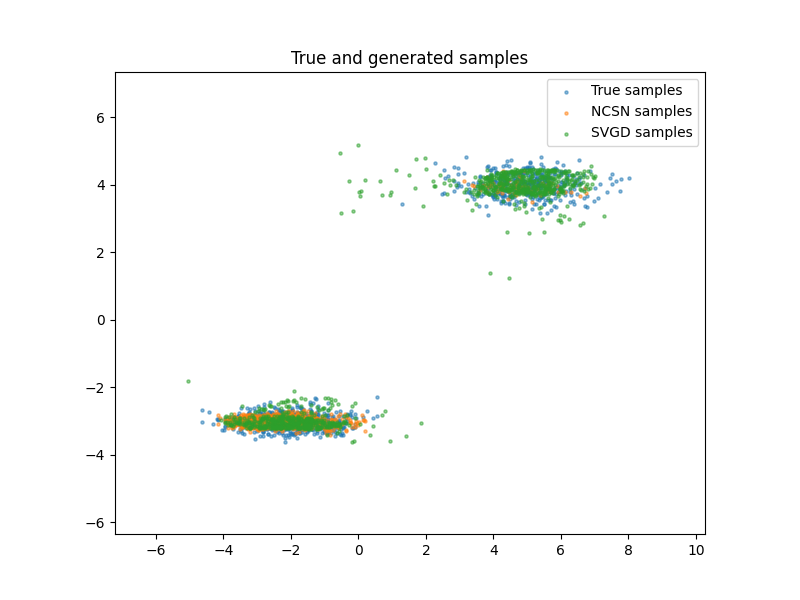 True and generated samples
True samples
NCSN samples
SVGD samples
6
4
2
0
−2
−4
−6
−6 −4 −2 0 2 4 6 8 10